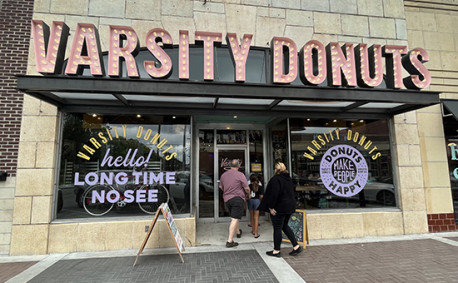 VARSITY DONUTS
VARSITY DONUTS
hello!
LONG TIME
NO SEE
VARSITY DONUTS
DONUTS
MAKE
PEOPLE
HAPPY